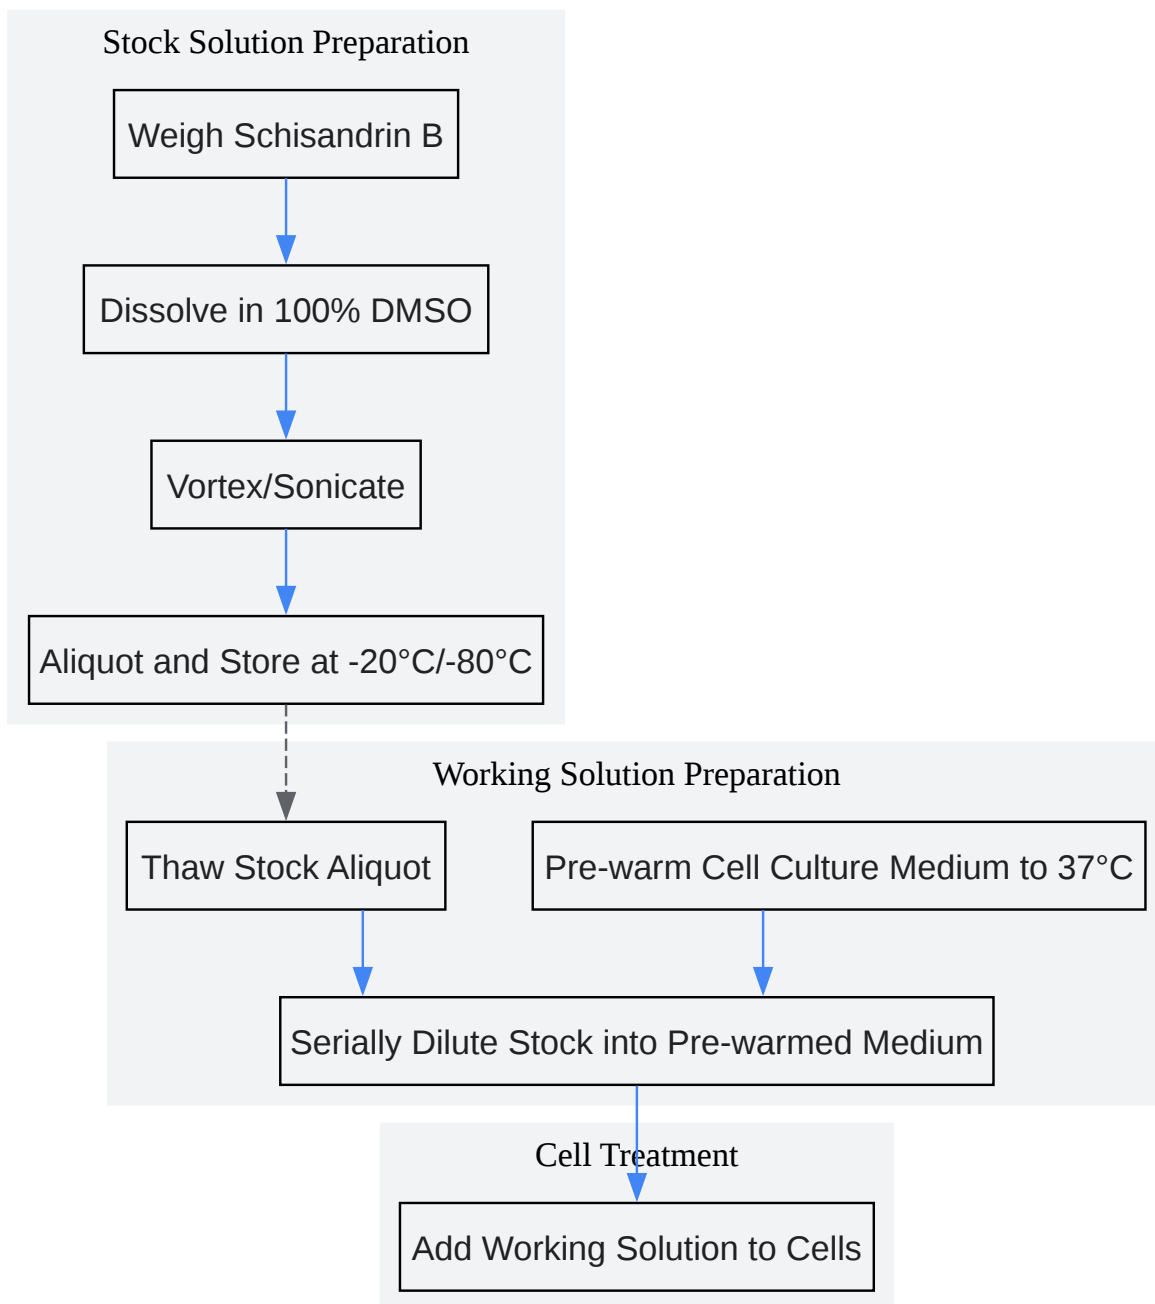 Stock Solution Preparation
Weigh Schisandrin B
Dissolve in 100% DMSO
Vortex/Sonicate
Aliquot and Store at -20°C/-80°C
Working Solution Preparation
Thaw Stock Aliquot
Pre-warm Cell Culture Medium to 37°C
Serially Dilute Stock into Pre-warmed Medium
Cell Treatment
Add Working Solution to Cells